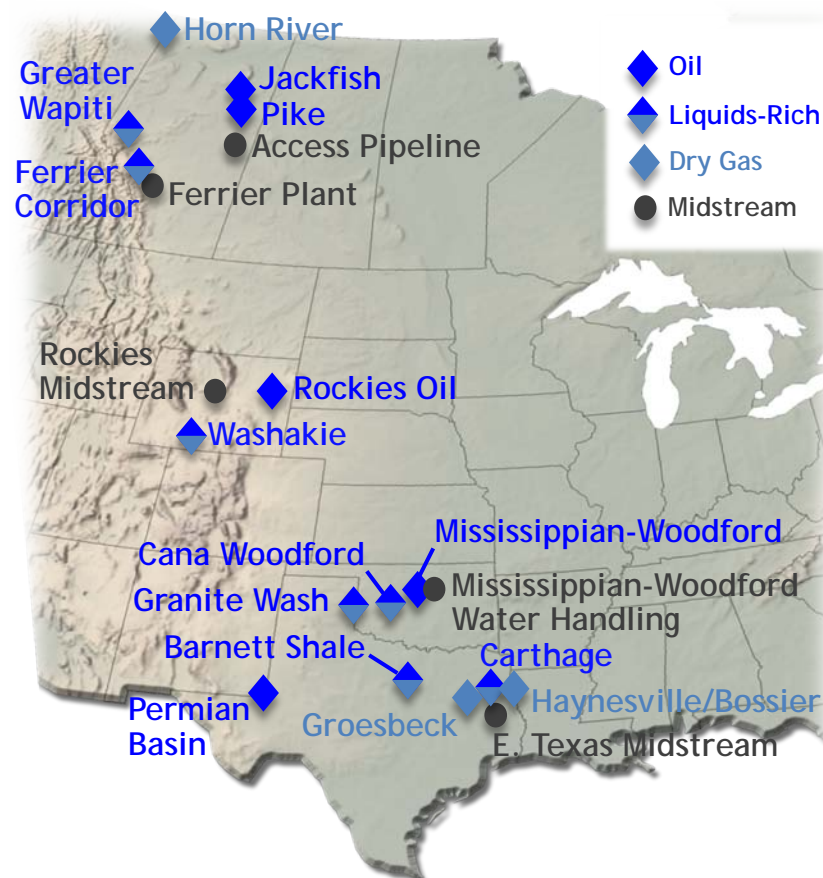 Horn River
Greater
Wapiti
Jackfish
Pike
Access Pipeline
Ferrier
Corridor
Ferrier Plant
Oil
Liquids-Rich
Dry Gas
Midstream
Rockies
Midstream
Rockies Oil
Washakie
Mississippian-Woodford
Cana Woodford
Granite Wash
Mississippian-Woodford
Water Handling
Barnett Shale
Carthage
Permian
Basin
Groesbeck
Haynesville/Bossier
E. Texas Midstream